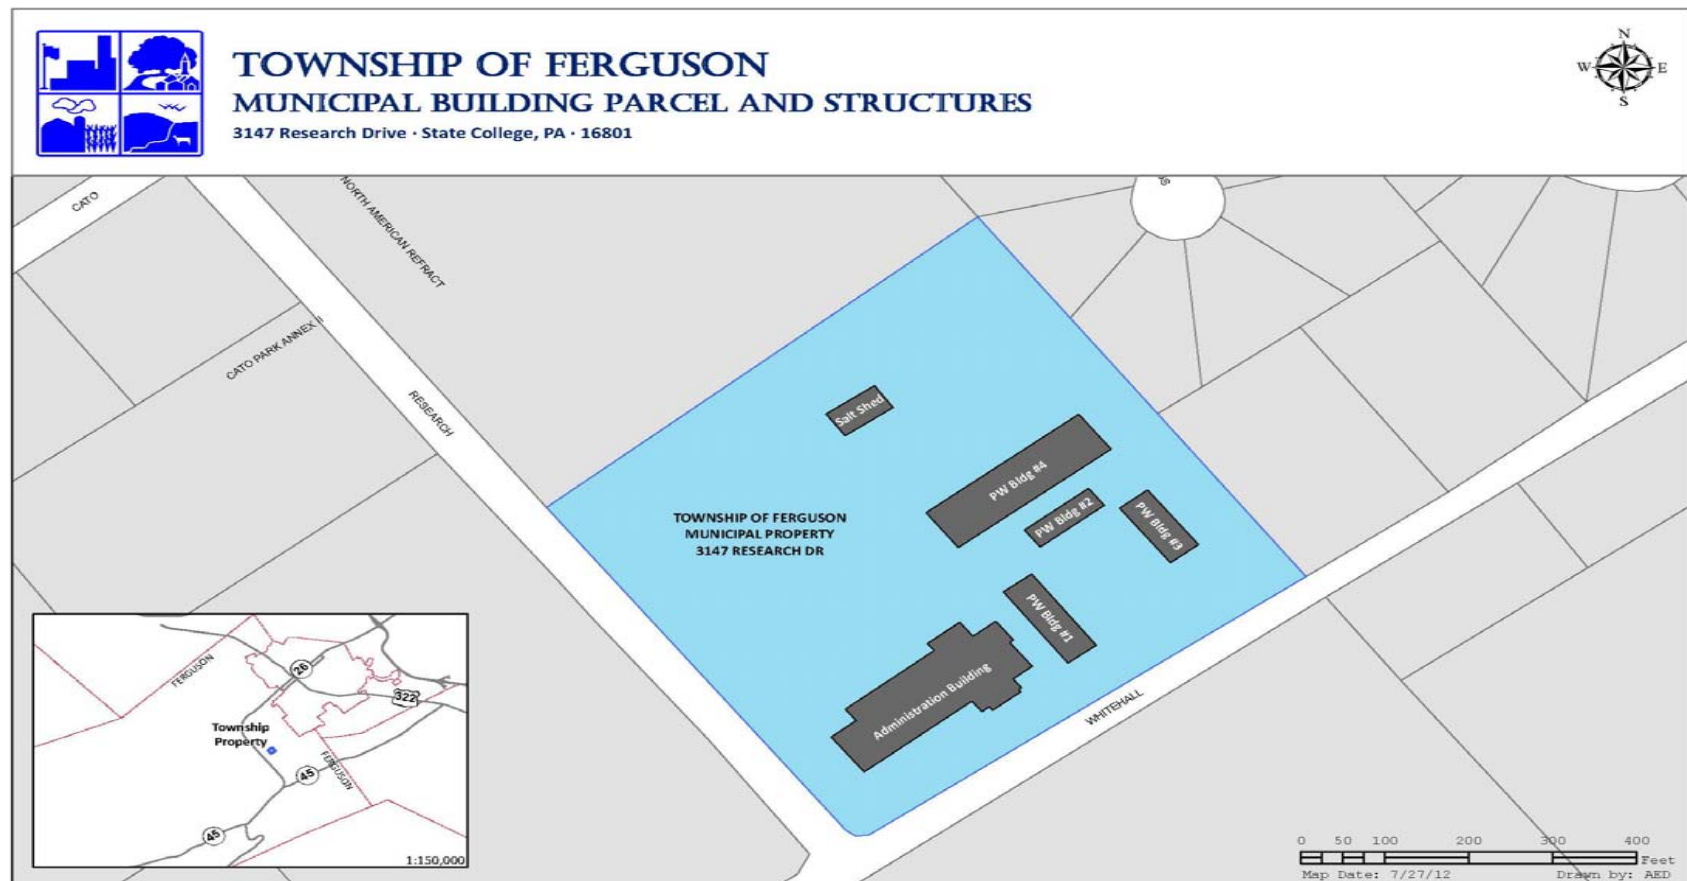 TOWNSHIP OF FERGUSON
MUNICIPAL BUILDING PARCEL AND STRUCTURES
3147 Research Drive · State College, PA · 16801
N
W E
S
CATO
NORTH AMERICAN REFRACT
CATO PARK ANNEX II
RESEARCH
Salt Shed
PW Bldg #4
PW Bldg #2
PW Bldg #3
TOWNSHIP OF FERGUSON
MUNICIPAL PROPERTY
3147 RESEARCH DR
PW Bldg #1
Administration Building
WHITEHALL
FERGUSON
26
322
Township
Property
FERGUSON
45
45
1:150,000
0 50 100 200 300 400
Feet
Map Date: 7/27/12 Drawn by: AED